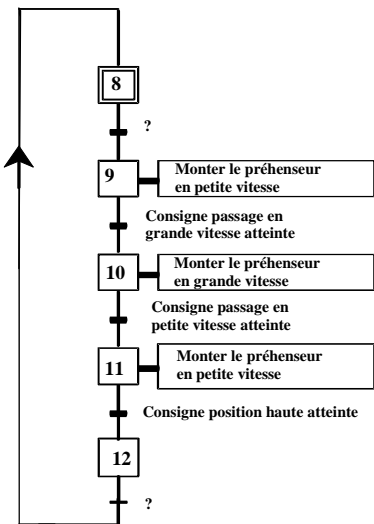 8
?
9
Monter le préhenseur
en petite vitesse
Consigne passage en
grande vitesse atteinte
10
Monter le préhenseur
en grande vitesse
Consigne passage en
petite vitesse atteinte
11
Monter le préhenseur
en petite vitesse
Consigne position haute atteinte
12
?